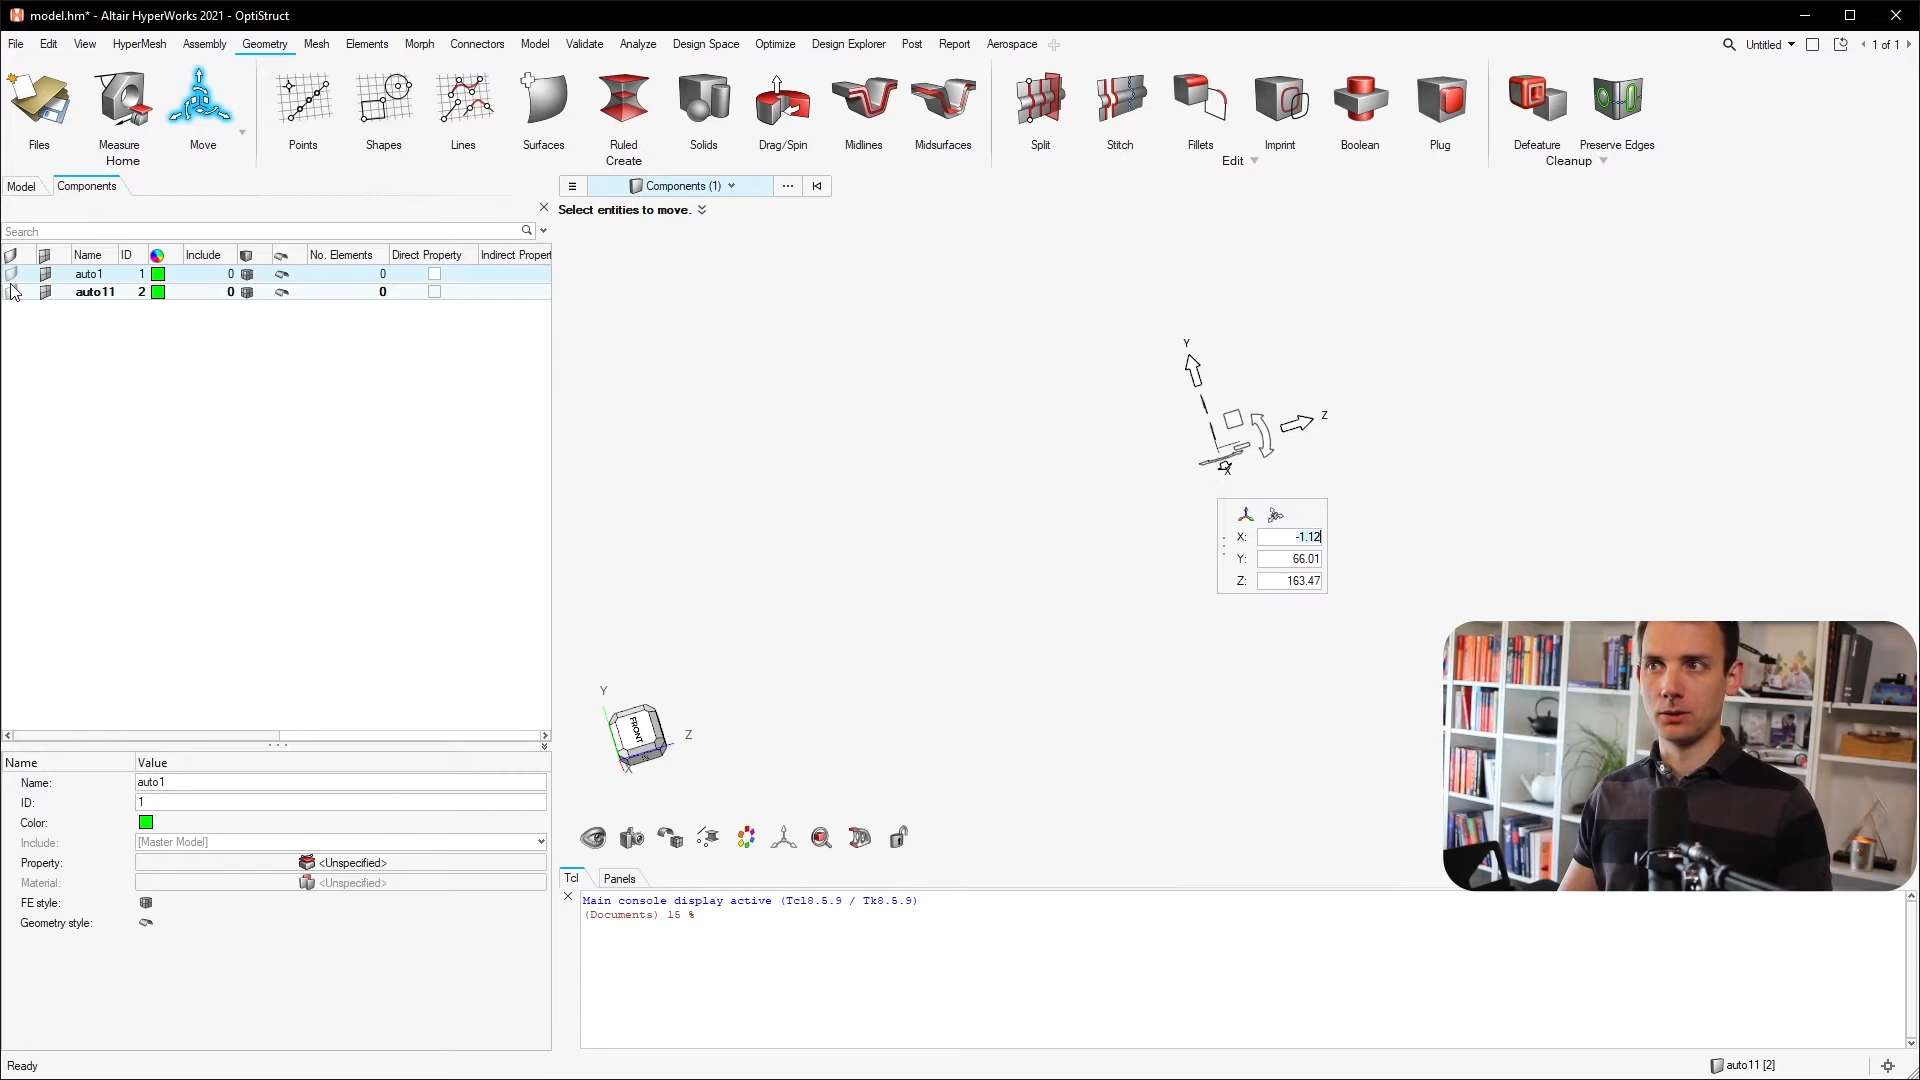 model.hm* - Altair HyperWorks 2021 - OptiStruct
File Edit View HyperMesh Assembly Geometry Mesh Elements Morph Connectors Model Validate Analyze Design Space Optimize Design Explorer Post Report Aerospace Untitled 1 of 1
Files Measure Move Points Shapes Lines Surfaces Ruled Solids Drag/Spin Midlines Midsurfaces Split Stitch Fillets Imprint Boolean Plug Defeature Preserve Edges
Home Create Edit Cleanup
Model Components
Components (1)
Select entities to move.
Search
Name ID Include No. Elements Direct Property Indirect Propert
auto1 1 0 0
auto11 2 0 0
Y
Z
X
X: -1.12
Y: 66.01
Z: 163.47
Y
FRONT
Z
X
Name Value
Name: auto1
ID: 1
Color:
Include: [Master Model]
Property: <Unspecified>
Material: <Unspecified>
FE style:
Geometry style:
Tcl Panels
Main console display active (Tcl8.5.9 / Tk8.5.9)
(Documents) 15 %
Ready
auto11 [2]